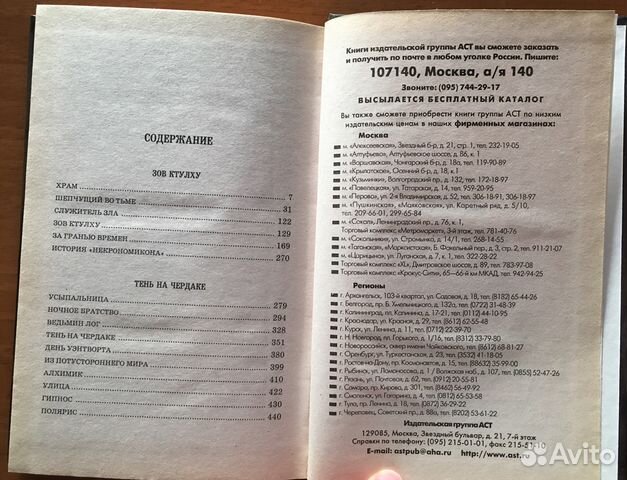 СОДЕРЖАНИЕ
ЗОВ КТУЛХУ
ХРАМ 7
ШЕПЧУЩИЙ ВО ТЬМЕ 31
СЛУЖИТЕЛЬ ЗЛА 122
ЗОВ КТУЛХУ 129
ЗА ГРАНЬЮ ВРЕМЕН 169
ИСТОРИЯ «НЕКРОНОМИКОНА» 270
ТЕНЬ НА ЧЕРДАКЕ
УСЫПАЛЬНИЦА 279
НОЧНОЕ БРАТСТВО 294
ВЕДЬМИН ЛОГ 328
ТЕНЬ НА ЧЕРДАКЕ 351
ДЕНЬ УЭНТВОРТА 380
ИЗ ПОТУСТОРОННЕГО МИРА 399
АЛХИМИК 410
УЛИЦА 422
ГИПНОС 430
ПОЛЯРИС 440
Книги издательской группы АСТ вы сможете заказать
и получить по почте в любом уголке России. Пишите:
107140, Москва, а/я 140
Звоните: (095) 744-29-17
ВЫСЫЛАЕТСЯ БЕСПЛАТНЫЙ КАТАЛОГ
Вы также сможете приобрести книги группы АСТ по низким
издательским ценам в наших фирменных магазинах:
Москва
м. «Алексеевская», Звездный б-р, д. 21, стр. 1, тел. 232-19-05
м. «Алтуфьево», Алтуфьевское шоссе, д. 86, к. 1
м. «Варшавская», Чонгарский б-р, д. 18а, тел. 119-90-89
м. «Крылатское», Осенний б-р, д. 18, к. 1
м. «Кузьминки», Волгоградский пр., д. 132, тел. 172-18-97
м. «Павелецкая», ул. Татарская, д. 14, тел. 959-20-95
м. «Перово», ул. 2-я Владимирская, д. 52, тел. 306-18-91, 306-18-97
м. «Пушкинская», «Маяковская», ул. Каретный ряд, д. 5/10,
тел. 209-66-01, 299-65-84
м. «Сокол», Ленинградский пр., д. 76, к. 1,
Торговый комплекс «Метромаркет», 3-й этаж, тел. 781-40-76
м. «Сокольники», ул. Стромынка, д. 14/1, тел. 268-14-55
м. «Таганская», «Марксистская», Б. Факельный пер., д. 3, стр. 2, тел. 911-21-07
м. «Царицыно», ул. Луганская, д. 7, к. 1, тел. 322-28-22
Торговый комплекс «XL», Дмитровское шоссе, д. 89, тел. 783-97-08
Торговый комплекс «Крокус-Сити», 65—66-й км МКАД, тел. 942-94-25
Регионы
г. Архангельск, 103-й квартал, ул. Садовая, д. 18, тел. (8182) 65-44-26
г. Белгород, пр. Б. Хмельницкого, д. 132а, тел. (0722) 31-48-39
г. Калининград, пл. Калинина, д. 17-21, тел. (0112) 44-10-95
г. Краснодар, ул. Красная, д. 29, тел. (8612) 62-55-48
г. Курск, ул. Ленина, д. 11, тел. (0712) 22-39-70
г. Н. Новгород, пл. Горького, д. 1/16, тел. (8312) 33-79-80
г. Новороссийск, сквер имени Чайковского, тел. (8612) 68-81-27
г. Оренбург, ул. Туркестанская, д. 23, тел. (3532) 41-18-05
г. Ростов-на-Дону, пр. Космонавтов, д. 15, тел. (88632) 35-99-00
г. Рыбинск, ул. Ломоносова, д. 1 / Волжская наб., д. 107, тел. (0855) 52-47-26
г. Рязань, ул. Почтовая, д. 62, тел. (0912) 20-55-81
г. Самара, пр. Кирова, д. 301, тел. (8462) 56-49-92
г. Смоленск, ул. Гагарина, д. 4, тел. (0812) 65-53-58
г. Тула, пр. Ленина, д. 18, тел. (0872) 36-29-22
г. Череповец, Советский пр., д. 88а, тел. (8202) 53-61-22
Издательская группа АСТ
129085, Москва, Звездный бульвар, д. 21, 7-й этаж
Справки по телефону: (095) 215-01-01, факс 215-51-10
E-mail: astpub@aha.ru http://www.ast.ru
Avito